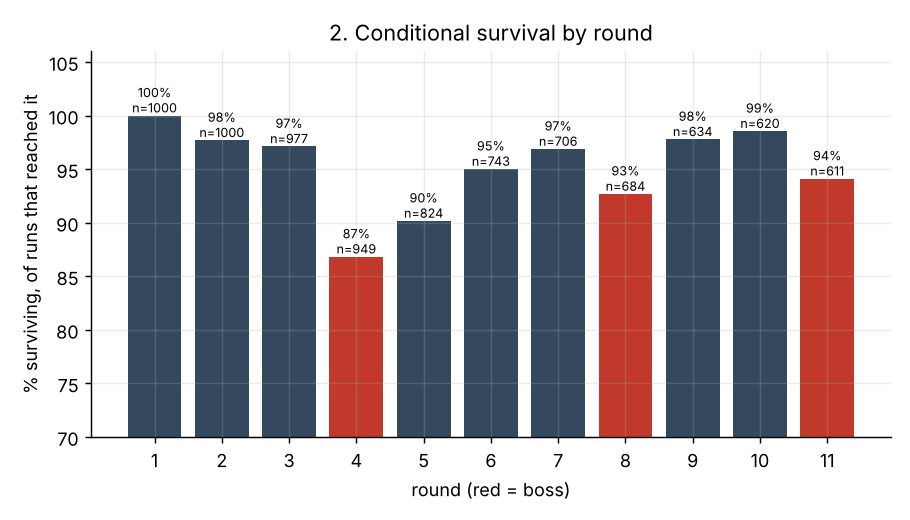 2. Conditional survival by round
% surviving, of runs that reached it
105
100
95
90
85
80
75
70
100%
n=1000
98%
n=1000
97%
n=977
87%
n=949
90%
n=824
95%
n=743
97%
n=706
93%
n=684
98%
n=634
99%
n=620
94%
n=611
1 2 3 4 5 6 7 8 9 10 11
round (red = boss)